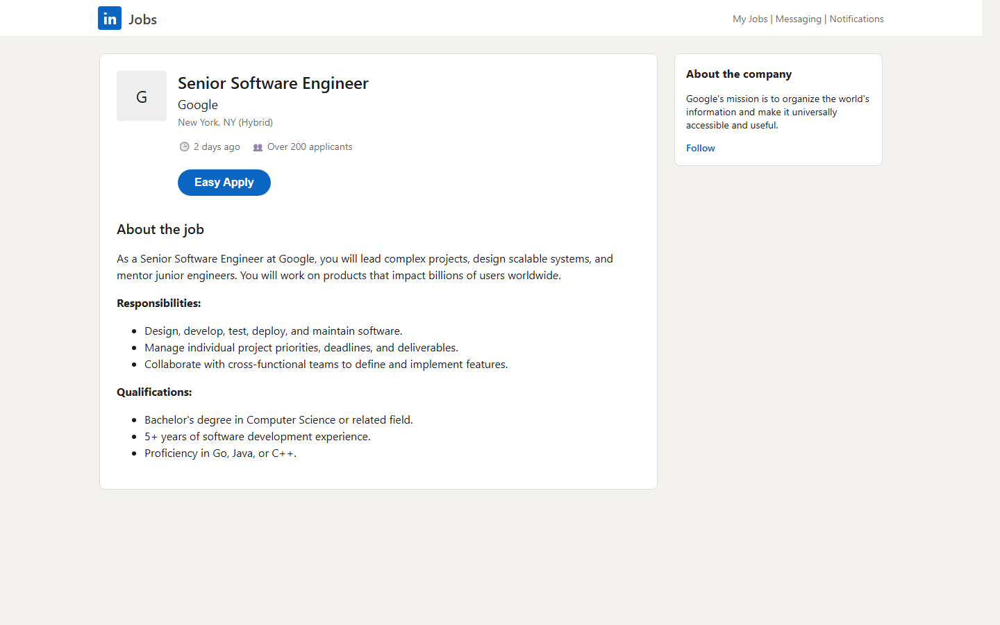 in Jobs
My Jobs | Messaging | Notifications
G
Senior Software Engineer
Google
New York, NY (Hybrid)
2 days ago Over 200 applicants
Easy Apply
About the job
As a Senior Software Engineer at Google, you will lead complex projects, design scalable systems, and
mentor junior engineers. You will work on products that impact billions of users worldwide.
Responsibilities:
Design, develop, test, deploy, and maintain software.
Manage individual project priorities, deadlines, and deliverables.
Collaborate with cross-functional teams to define and implement features.
Qualifications:
Bachelor's degree in Computer Science or related field.
5+ years of software development experience.
Proficiency in Go, Java, or C++.
About the company
Google's mission is to organize the world's
information and make it universally
accessible and useful.
Follow